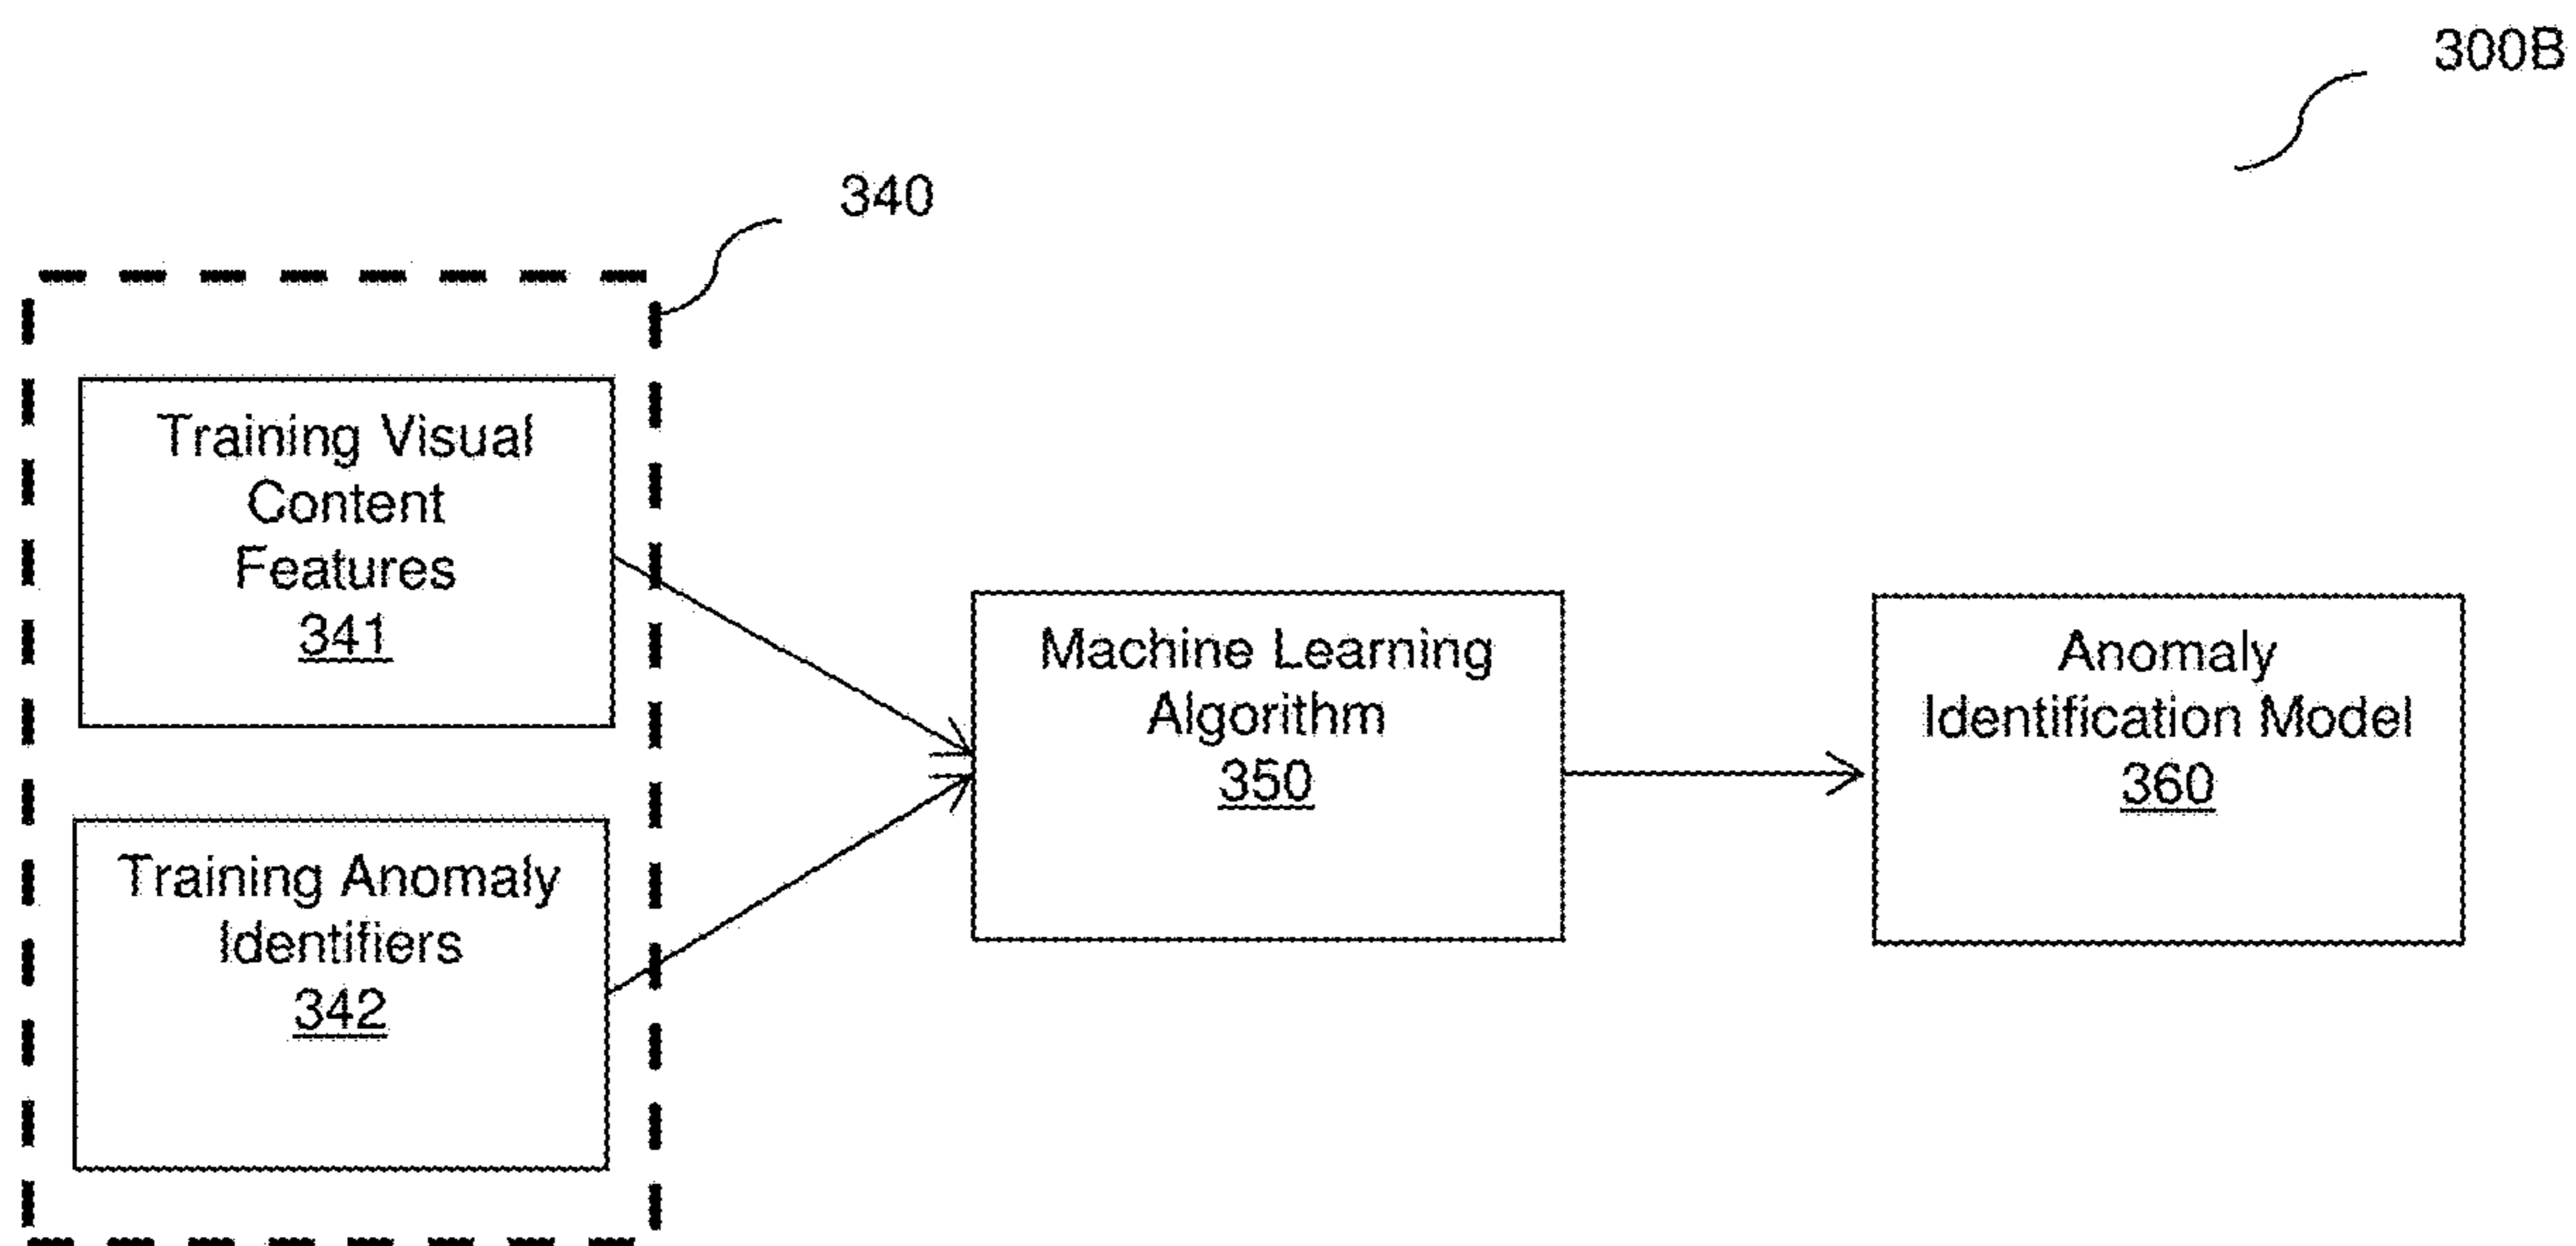 300B
340
Training Visual
Content
Features
341
Training Anomaly
Identifiers
342
Machine Learning
Algorithm
350
Anomaly
Identification Model
360